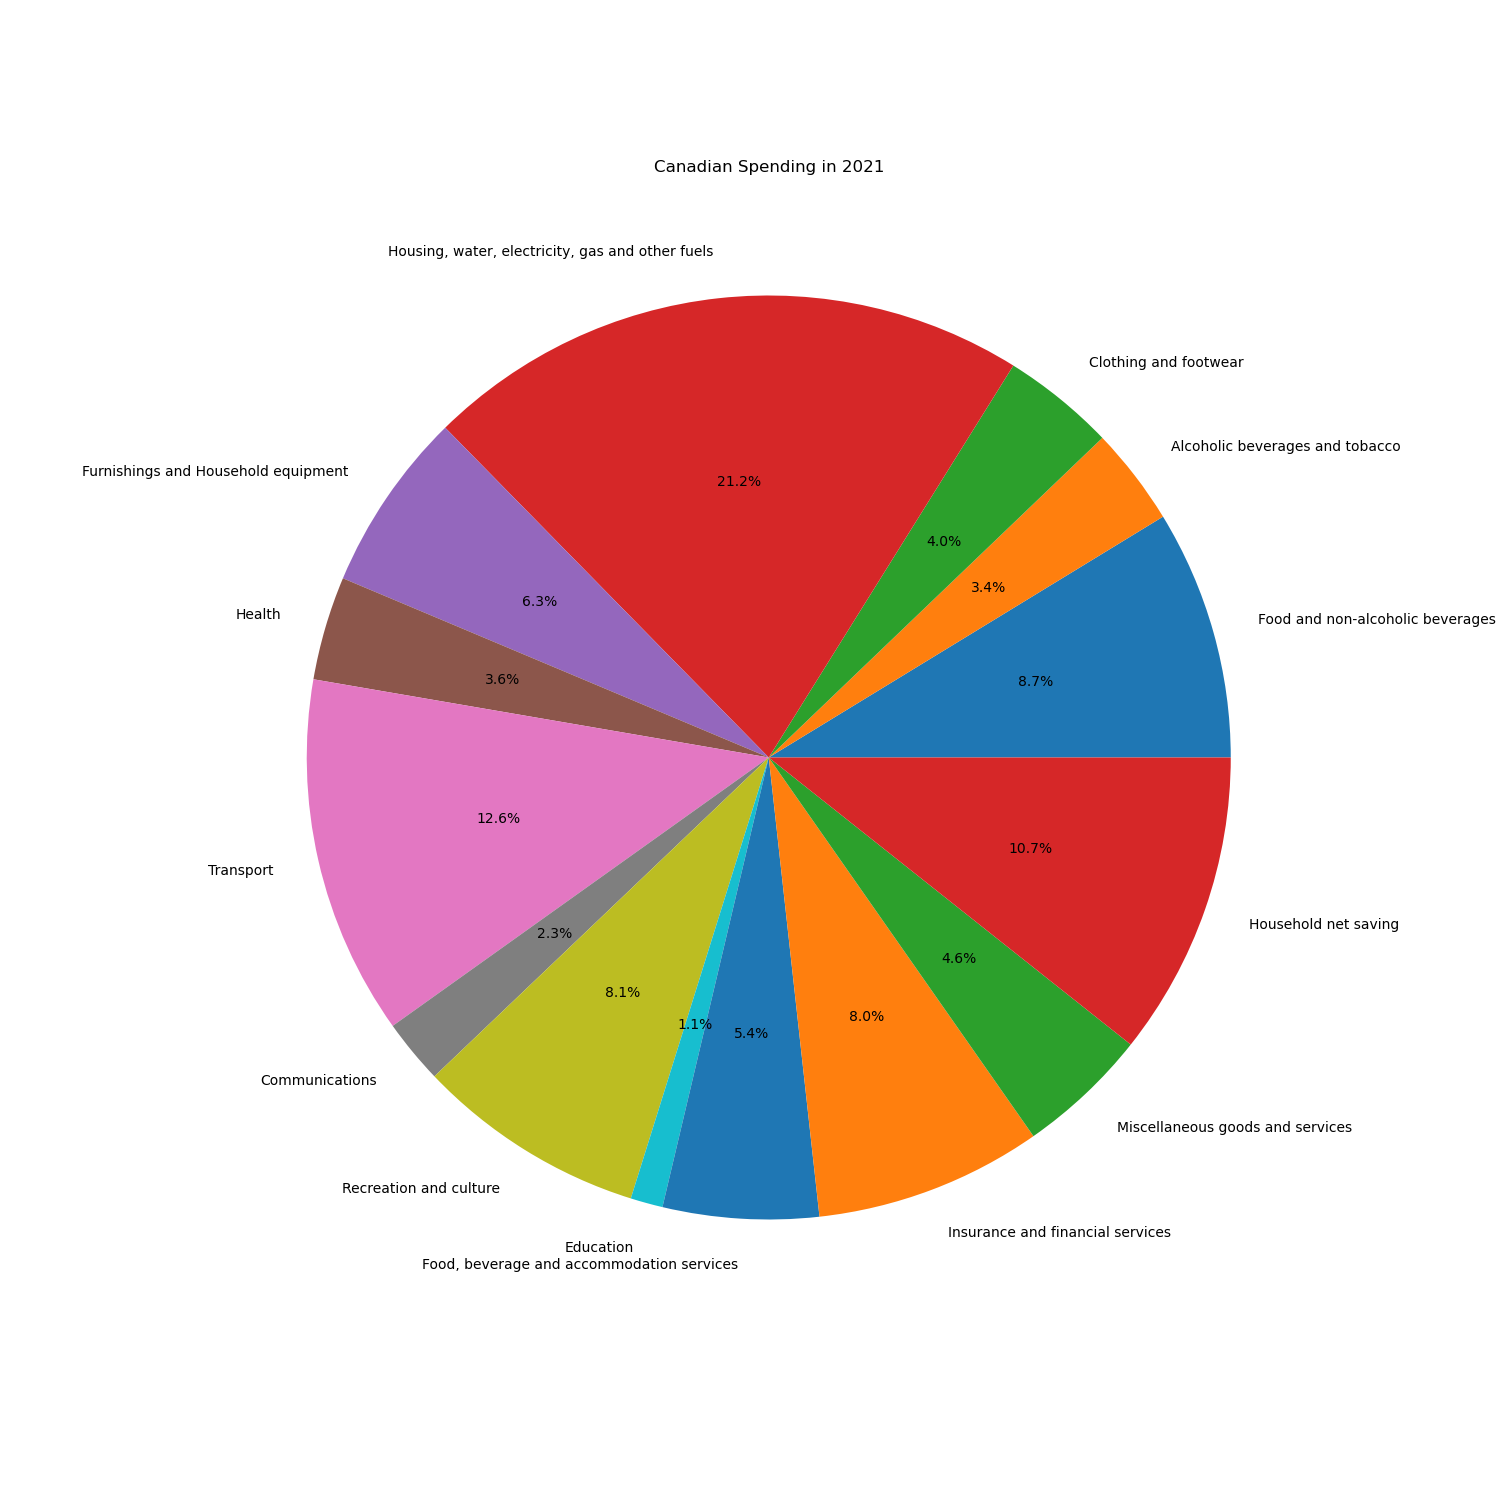 Canadian Spending in 2021
Housing, water, electricity, gas and other fuels
Clothing and footwear
Alcoholic beverages and tobacco
Furnishings and Household equipment
21.2%
4.0%
3.4%
6.3%
Health
Food and non-alcoholic beverages
3.6%
8.7%
12.6%
Transport
10.7%
2.3%
Household net saving
4.6%
8.1%
8.0%
1.1%
5.4%
Communications
Miscellaneous goods and services
Recreation and culture
Insurance and financial services
Education
Food, beverage and accommodation services